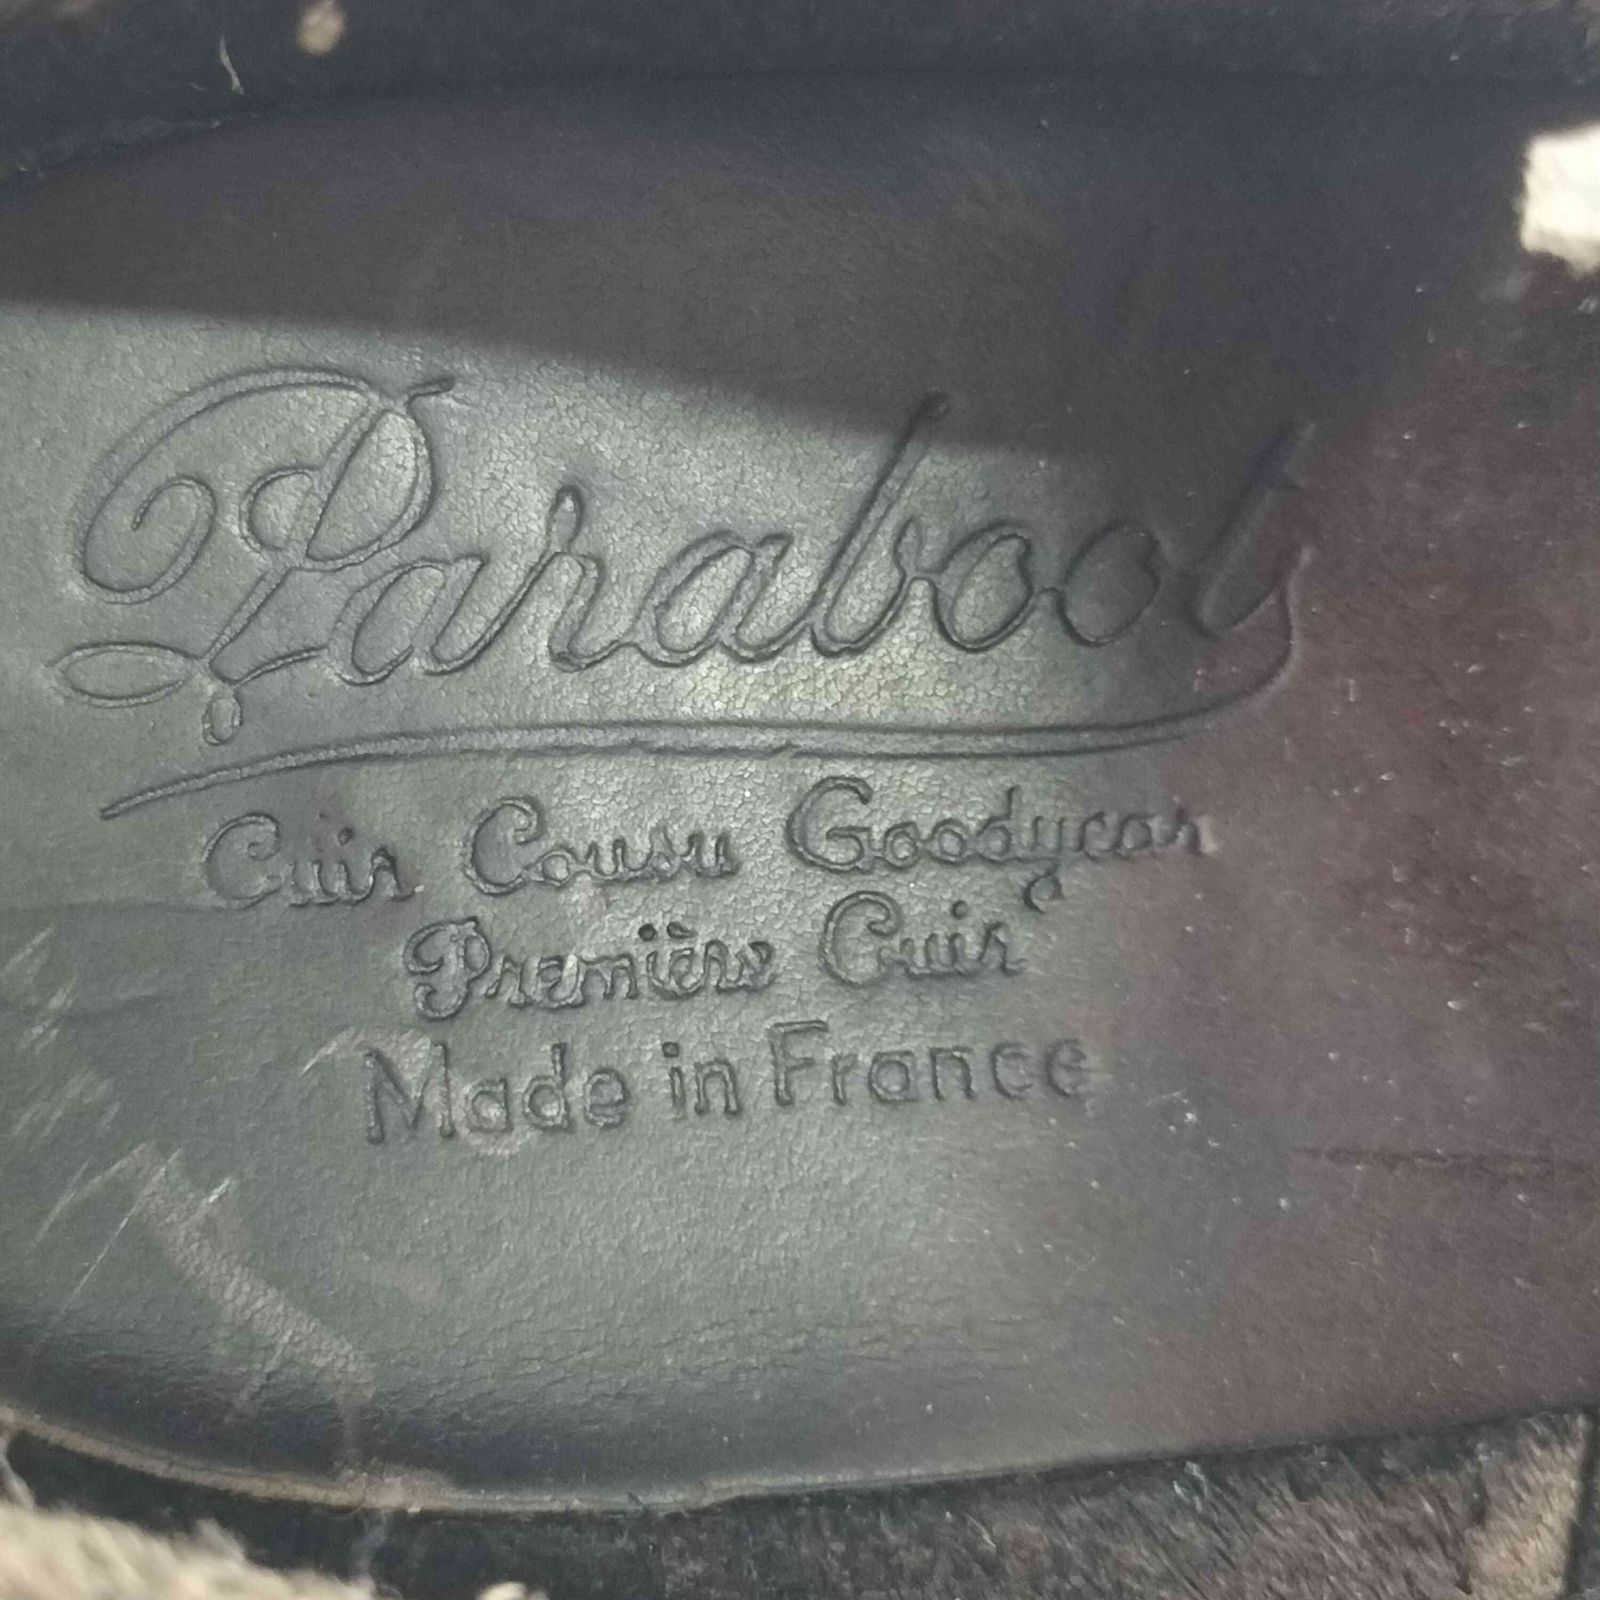 Paraboot
Cuir Cousu Goodyear
Première Cuir
Made in France